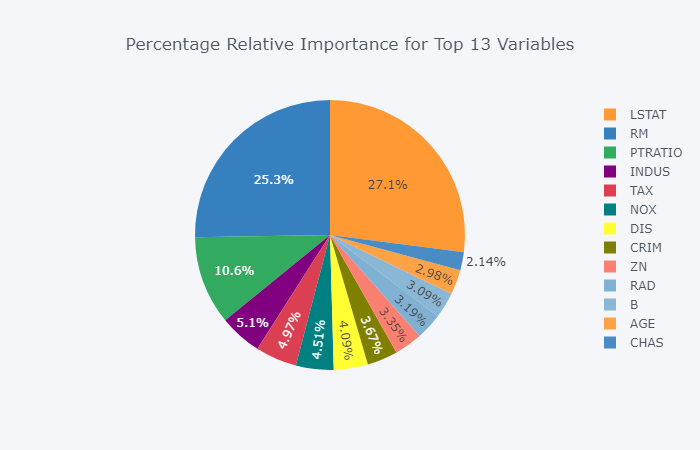 Percentage Relative Importance for Top 13 Variables
27.1%
25.3%
10.6%
5.1%
4.97%
4.51%
4.09%
3.67%
3.35%
3.19%
3.09%
2.98%
2.14%
LSTAT
RM
PTRATIO
INDUS
TAX
NOX
DIS
CRIM
ZN
RAD
B
AGE
CHAS